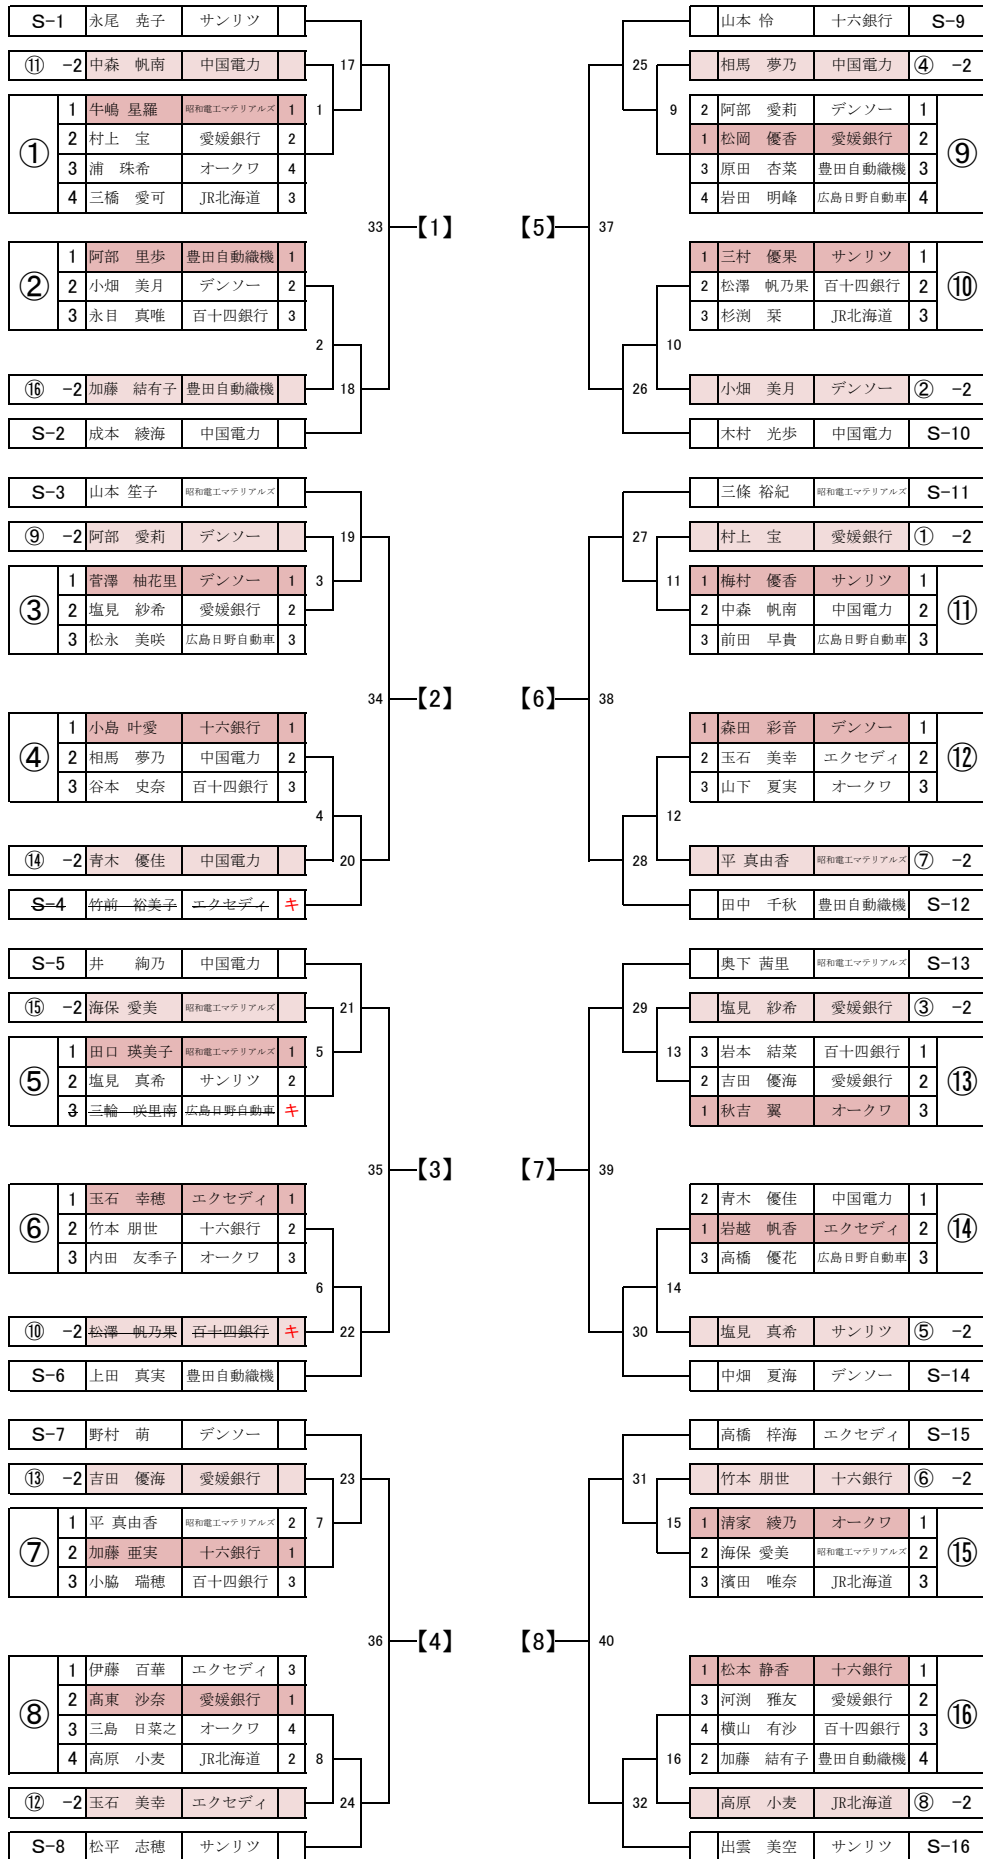 S-1 永尾 尭子 サンリツ
⑪ -2 中森 帆南 中国電力
17
① 1 牛嶋 星羅 昭和電工マテリアルズ 1
1
2 村上 宝 愛媛銀行 2
3 浦 珠希 オークワ 4
4 三橋 愛可 JR北海道 3
33
【1】
② 1 阿部 里歩 豊田自動織機 1
2 小畑 美月 デンソー 2
3 永目 真唯 百十四銀行 3
2
⑯ -2 加藤 結有子 豊田自動織機
18
S-2 成本 綾海 中国電力
S-3 山本 笙子 昭和電工マテリアルズ
⑨ -2 阿部 愛莉 デンソー
19
③ 1 菅澤 柚花里 デンソー 1
3
2 塩見 紗希 愛媛銀行 2
3 松永 美咲 広島日野自動車 3
34
【2】
④ 1 小島 叶愛 十六銀行 1
2 相馬 夢乃 中国電力 2
3 谷本 史奈 百十四銀行 3
4
⑭ -2 青木 優佳 中国電力
20
S-4 竹前 裕美子 エクセディ キ
S-5 井 絢乃 中国電力
⑮ -2 海保 愛美 昭和電工マテリアルズ
21
⑤ 1 田口 瑛美子 昭和電工マテリアルズ 1
5
2 塩見 真希 サンリツ 2
3 三輪 咲里南 広島日野自動車 キ
35
【3】
⑥ 1 玉石 幸穂 エクセディ 1
2 竹本 朋世 十六銀行 2
3 内田 友季子 オークワ 3
6
⑩ -2 松澤 帆乃果 百十四銀行 キ
22
S-6 上田 真実 豊田自動織機
S-7 野村 萌 デンソー
⑬ -2 吉田 優海 愛媛銀行
23
⑦ 1 平 真由香 昭和電工マテリアルズ 2
7
2 加藤 亜実 十六銀行 1
3 小脇 瑞穂 百十四銀行 3
36
【4】
⑧ 1 伊藤 百華 エクセディ 3
2 髙東 沙奈 愛媛銀行 1
3 三島 日菜之 オークワ 4
4 高原 小麦 JR北海道 2
8
⑫ -2 玉石 美幸 エクセディ
24
S-8 松平 志穂 サンリツ
山本 怜 十六銀行 S-9
25
相馬 夢乃 中国電力 ④ -2
9
2 阿部 愛莉 デンソー 1
1 松岡 優香 愛媛銀行 2 ⑨
3 原田 杏菜 豊田自動織機 3
4 岩田 明峰 広島日野自動車 4
【5】
37
1 三村 優果 サンリツ 1
2 松澤 帆乃果 百十四銀行 2 ⑩
3 杉渕 栞 JR北海道 3
10
26
小畑 美月 デンソー ② -2
木村 光歩 中国電力 S-10
三條 裕紀 昭和電工マテリアルズ S-11
27
村上 宝 愛媛銀行 ① -2
11
1 梅村 優香 サンリツ 1
2 中森 帆南 中国電力 2 ⑪
3 前田 早貴 広島日野自動車 3
【6】
38
1 森田 彩音 デンソー 1
2 玉石 美幸 エクセディ 2 ⑫
3 山下 夏実 オークワ 3
12
28
平 真由香 昭和電工マテリアルズ ⑦ -2
田中 千秋 豊田自動織機 S-12
奥下 茜里 昭和電工マテリアルズ S-13
29
塩見 紗希 愛媛銀行 ③ -2
13
3 岩本 結菜 百十四銀行 1
2 吉田 優海 愛媛銀行 2 ⑬
1 秋吉 翼 オークワ 3
【7】
39
2 青木 優佳 中国電力 1
1 岩越 帆香 エクセディ 2 ⑭
3 高橋 優花 広島日野自動車 3
14
30
塩見 真希 サンリツ ⑤ -2
中畑 夏海 デンソー S-14
高橋 梓海 エクセディ S-15
31
竹本 朋世 十六銀行 ⑥ -2
15
1 清家 綾乃 オークワ 1
2 海保 愛美 昭和電工マテリアルズ 2 ⑮
3 濱田 唯奈 JR北海道 3
【8】
40
1 松本 静香 十六銀行 1
3 河渕 雅友 愛媛銀行 2 ⑯
4 横山 有沙 百十四銀行 3
16
2 加藤 結有子 豊田自動織機 4
32
高原 小麦 JR北海道 ⑧ -2
出雲 美空 サンリツ S-16